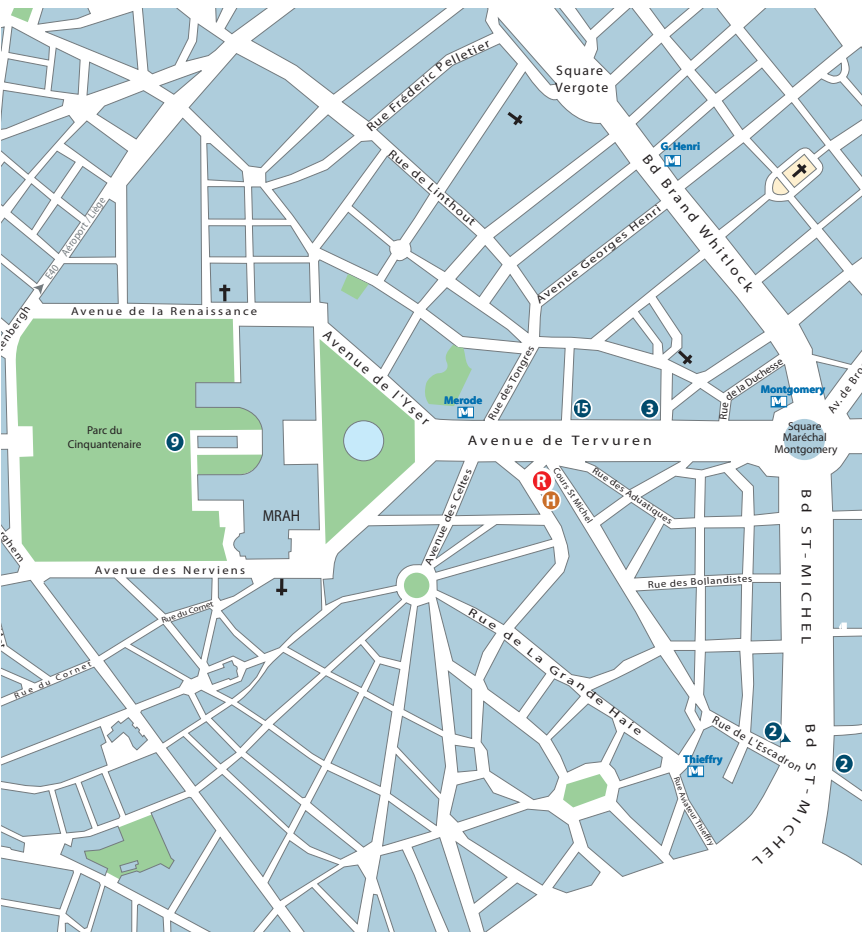 Square
Vergote
Rue Fréderic Pelletier
G. Henri
M
Bd Brand Whitlock
Rue de Linthout
Avenue Georges Henri
E40 Aéroport / Liège
tenbergh
Avenue de la Renaissance
Avenue de l'Yser
Rue des Tongres
Rue de la Duchesse
Montgomery
M
Av. de Bro
Merode
M
15
3
Parc du
Cinquantenaire
9
Avenue de Tervuren
Square
Maréchal
Montgomery
R
H
Cours St Michel
Rue des Aduatiques
Avenue des Celtes
MRAH
Bd ST-MICHEL
rghem
Avenue des Nerviens
Rue des Bollandistes
Rue du Cornet
Rue de La Grande Haie
Rue du Cornet
Rue de L'Escadron
2
Thieffry
M
2
Bd ST-MICHEL
Rue Aviateur Thieffry